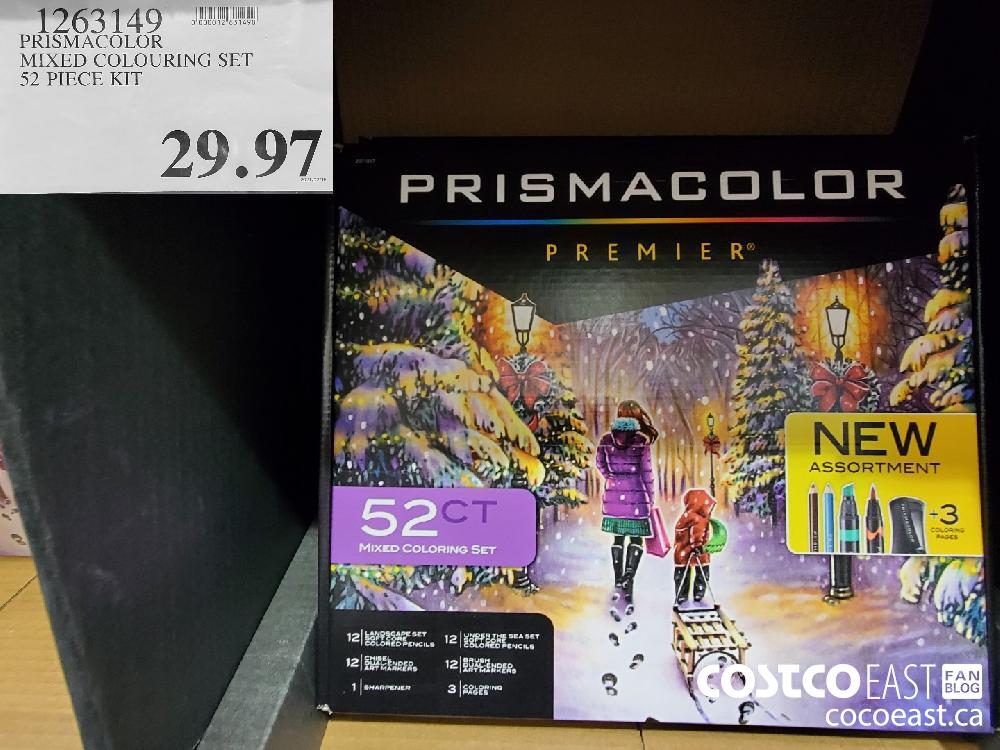 1263149
PRISMACOLOR
MIXED COLOURING SET
52 PIECE KIT
29.97
PRISMACOLOR
PREMIER®
NEW
ASSORTMENT
+3
COLORING
PAGES
52CT
MIXED COLORING SET
12 LANDSCAPE SET
SOFT CORE
COLORED PENCILS
12 UNDER THE SEA SET
SOFT CORE
COLORED PENCILS
12 CHISEL
DUAL-ENDED
ART MARKERS
12 BRUSH
DUAL-ENDED
ART MARKERS
1 SHARPENER
3 COLORING
PAGES
COSTCO EAST FAN
BLOG
cocoeast.ca